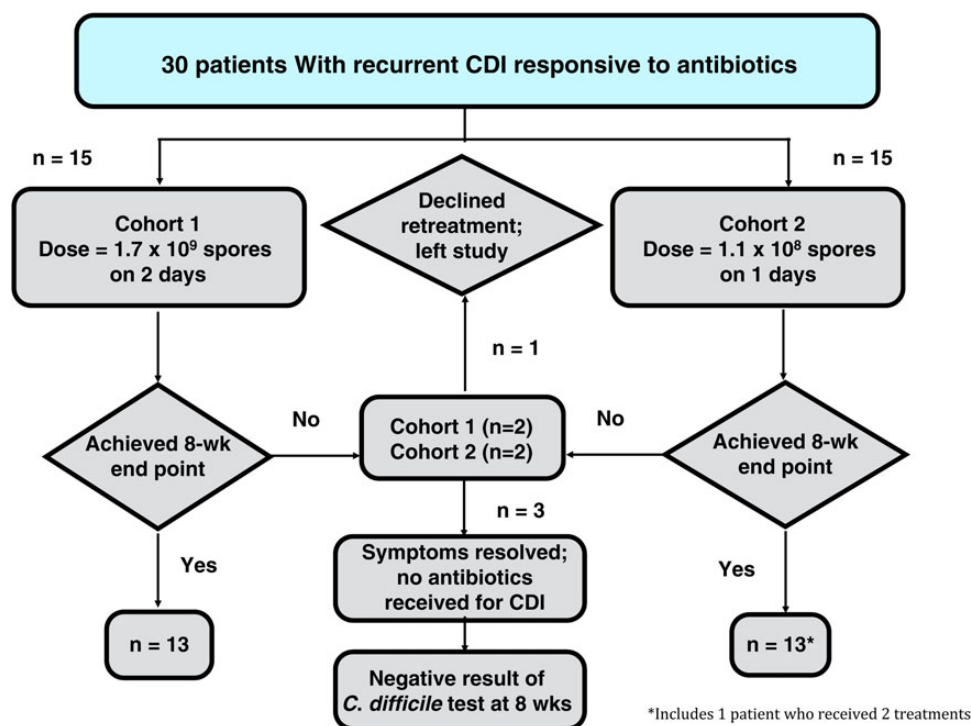 30 patients With recurrent CDI responsive to antibiotics
n = 15
n = 15
Cohort 1
Dose = 1.7 x 10⁹ spores
on 2 days
Declined
retreatment;
left study
Cohort 2
Dose = 1.1 x 10⁸ spores
on 1 days
n = 1
Achieved 8-wk
end point
No
Cohort 1 (n=2)
Cohort 2 (n=2)
No
Achieved 8-wk
end point
n = 3
Yes
Symptoms resolved;
no antibiotics
received for CDI
Yes
n = 13
n = 13*
Negative result of
C. difficile test at 8 wks
*Includes 1 patient who received 2 treatments